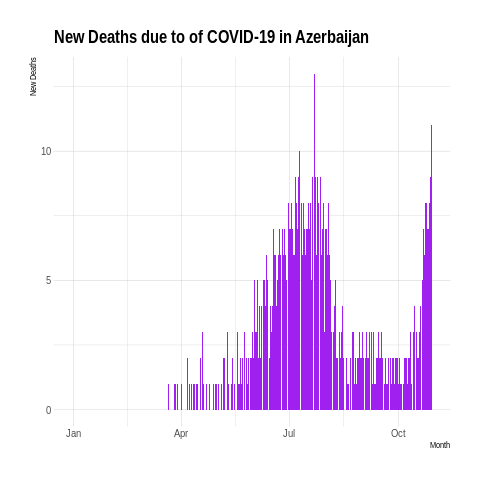 New Deaths due to of COVID-19 in Azerbaijan
New Deaths
10
5
0
Jan Apr Jul Oct
Month